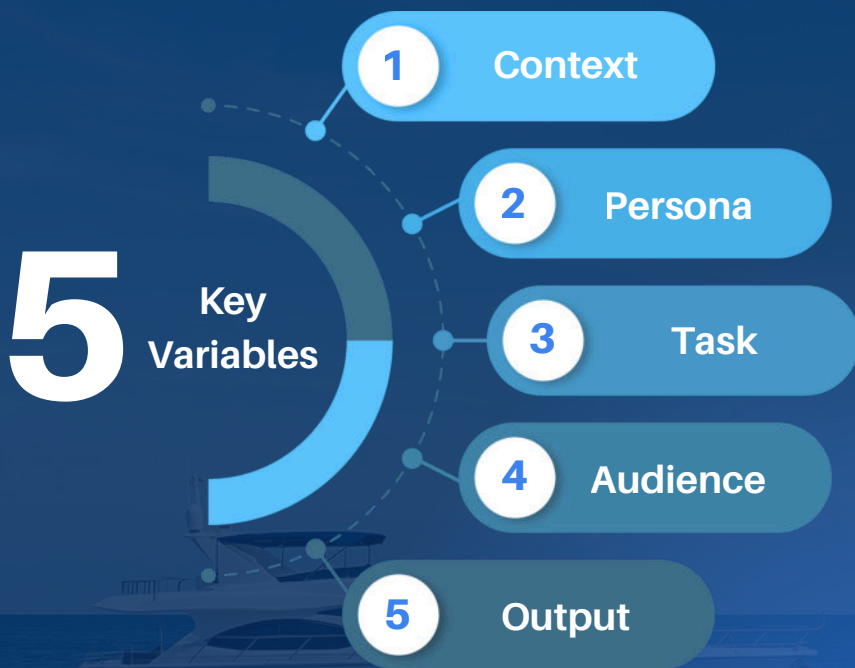 5
Key
Variables
1
Context
2
Persona
3
Task
4
Audience
5
Output